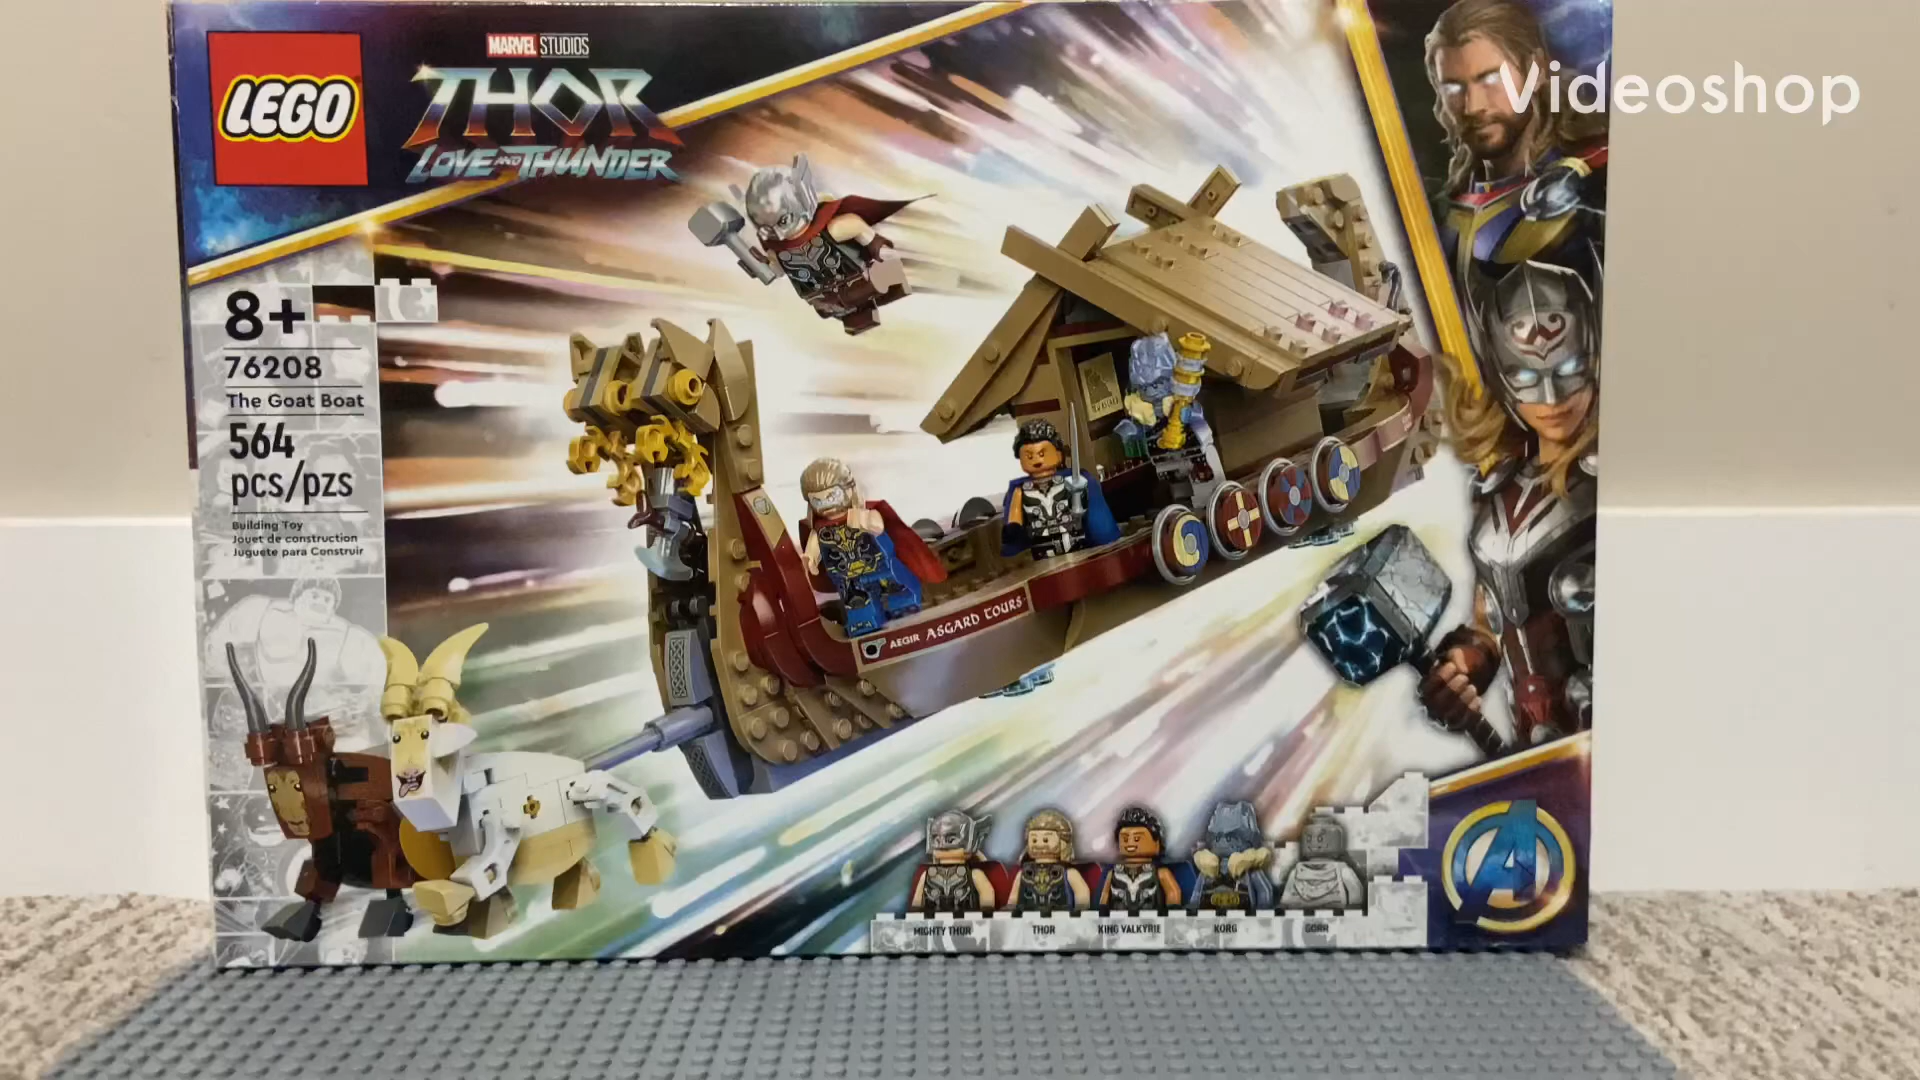 Videoshop
MARVEL STUDIOS
THOR
LOVE AND THUNDER
LEGO
8+
76208
The Goat Boat
564
pcs/pzs
Building Toy
Jouet de construction
Juguete para Construir
AEGIR ASGARD TOURS
MIGHTY THOR
THOR
KING VALKYRIE
KORG
GORR